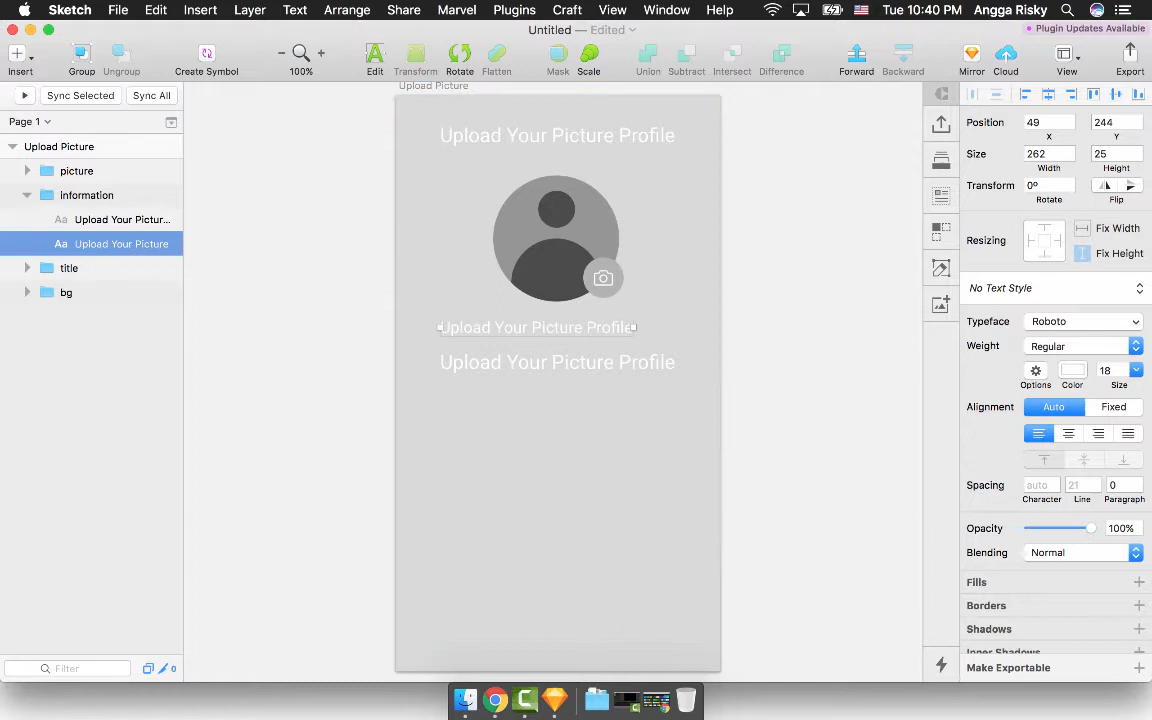 Sketch File Edit Insert Layer Text Arrange Share Marvel Plugins Craft View Window Help Tue 10:40 PM Angga Risky
Untitled — Edited
Plugin Updates Available
Insert Group Ungroup Create Symbol 100% Edit Transform Rotate Flatten Mask Scale Union Subtract Intersect Difference Forward Backward Mirror Cloud View Export
Sync Selected Sync All
Page 1
Upload Picture
picture
information
Aa Upload Your Pictur...
Aa Upload Your Picture
title
bg
Filter 0
Upload Picture
Upload Your Picture Profile
Upload Your Picture Profile
Upload Your Picture Profile
Position 49 244
X Y
Size 262 25
Width Height
Transform 0º
Rotate Flip
Resizing Fix Width
Fix Height
No Text Style
Typeface Roboto
Weight Regular
18
Options Color Size
Alignment Auto Fixed
Spacing auto 21 0
Character Line Paragraph
Opacity 100%
Blending Normal
Fills
Borders
Shadows
Inner Shadows
Make Exportable